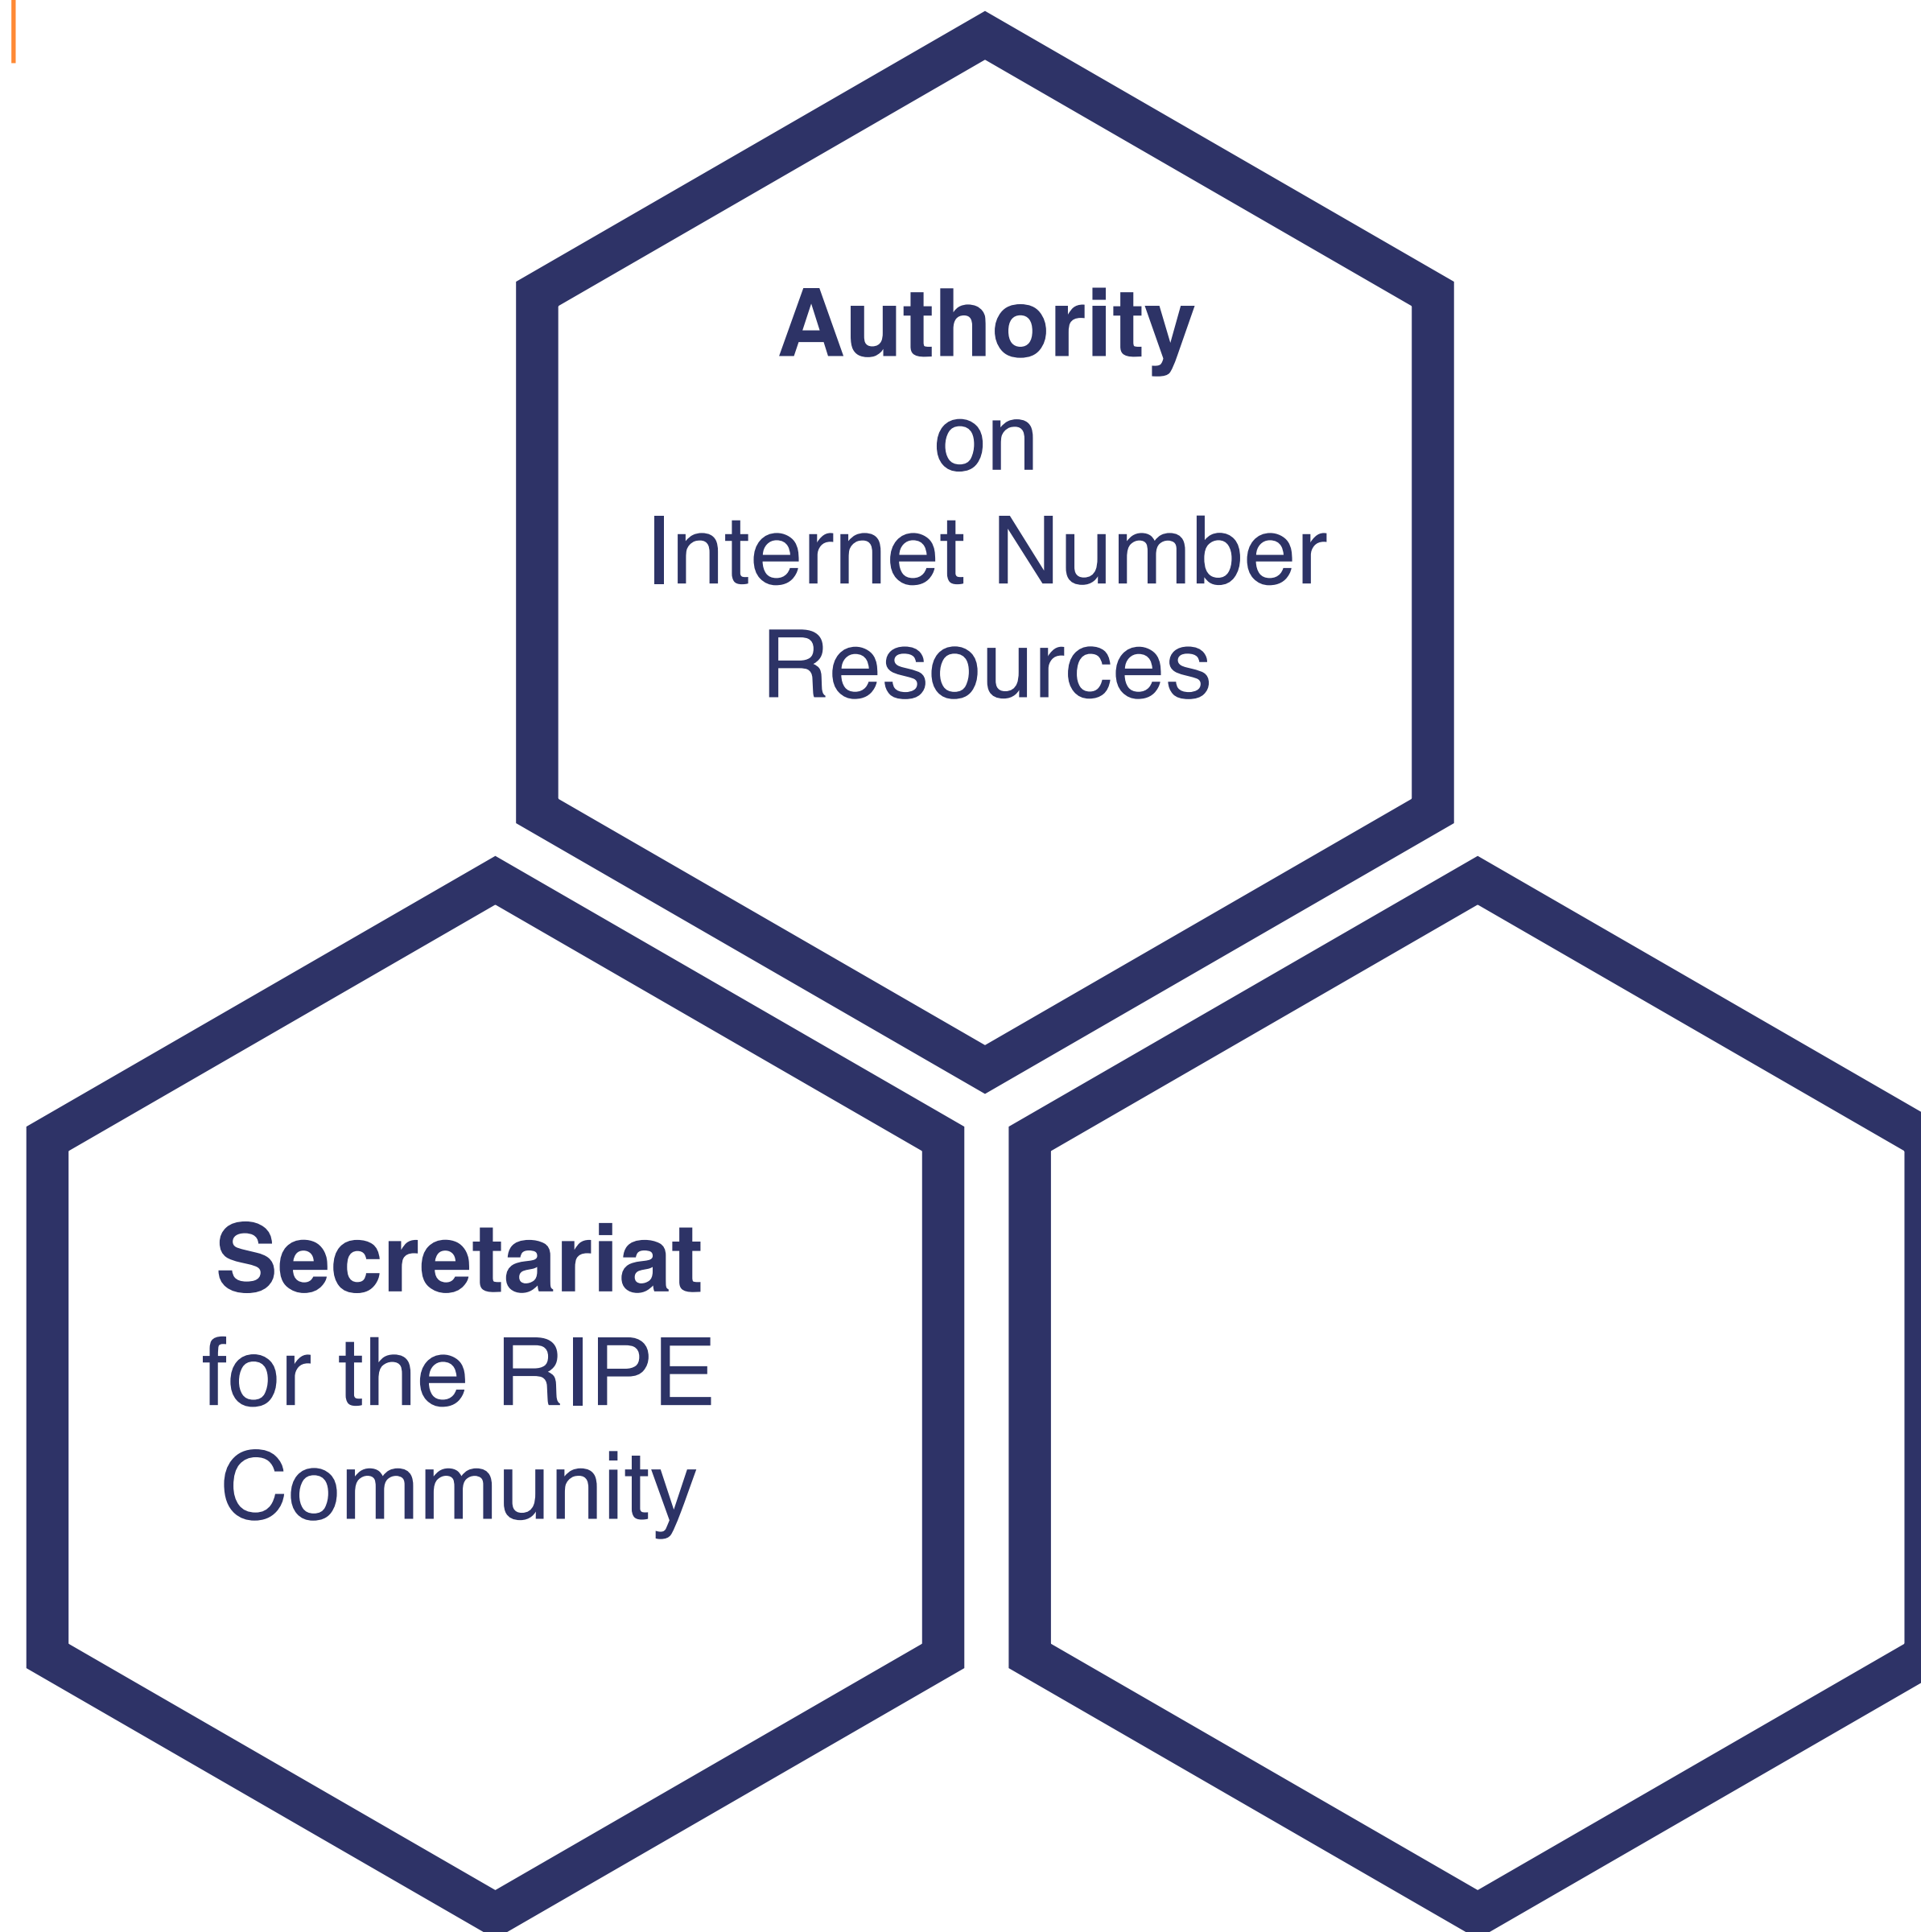 Authority
on
Internet Number
Resources
Secretariat
for the RIPE
Community